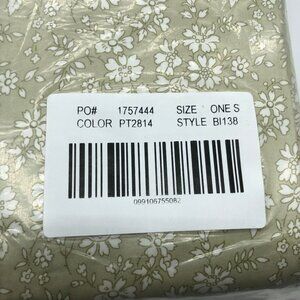 PO# 1757444 SIZE ONE S
COLOR PT2814 STYLE BI138
099106755082